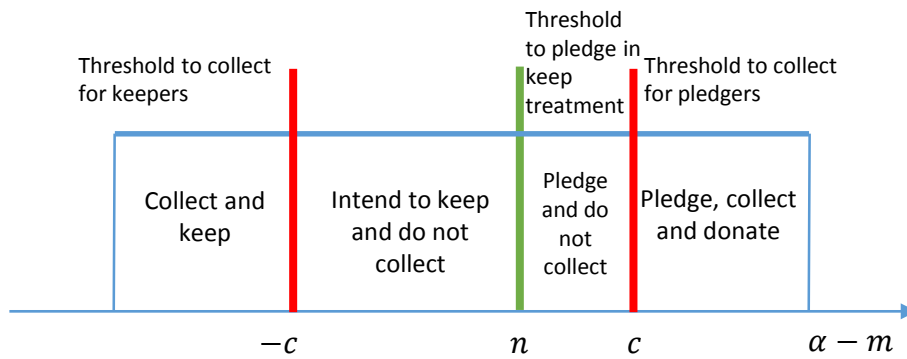 Threshold
to pledge in
keep
treatment
Threshold to collect
for keepers
Threshold to collect
for pledgers
Collect and
keep
Intend to keep
and do not
collect
Pledge
and do
not
collect
Pledge, collect
and donate
−c
n
c
α − m